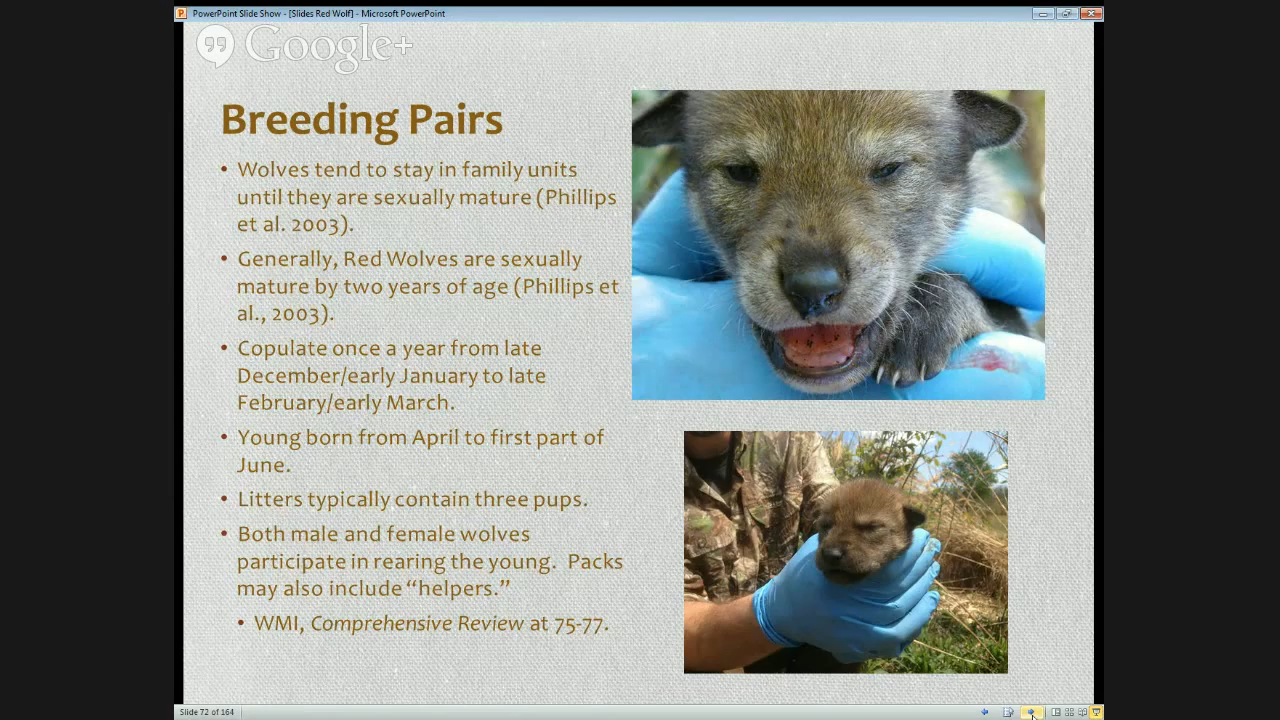 PowerPoint Slide Show - [Slides Red Wolf] - Microsoft PowerPoint
Google+
Breeding Pairs
• Wolves tend to stay in family units
until they are sexually mature (Phillips
et al. 2003).
• Generally, Red Wolves are sexually
mature by two years of age (Phillips et
al., 2003).
• Copulate once a year from late
December/early January to late
February/early March.
• Young born from April to first part of
June.
• Litters typically contain three pups.
• Both male and female wolves
participate in rearing the young.  Packs
may also include “helpers.”
• WMI, Comprehensive Review at 75-77.
Slide 72 of 164